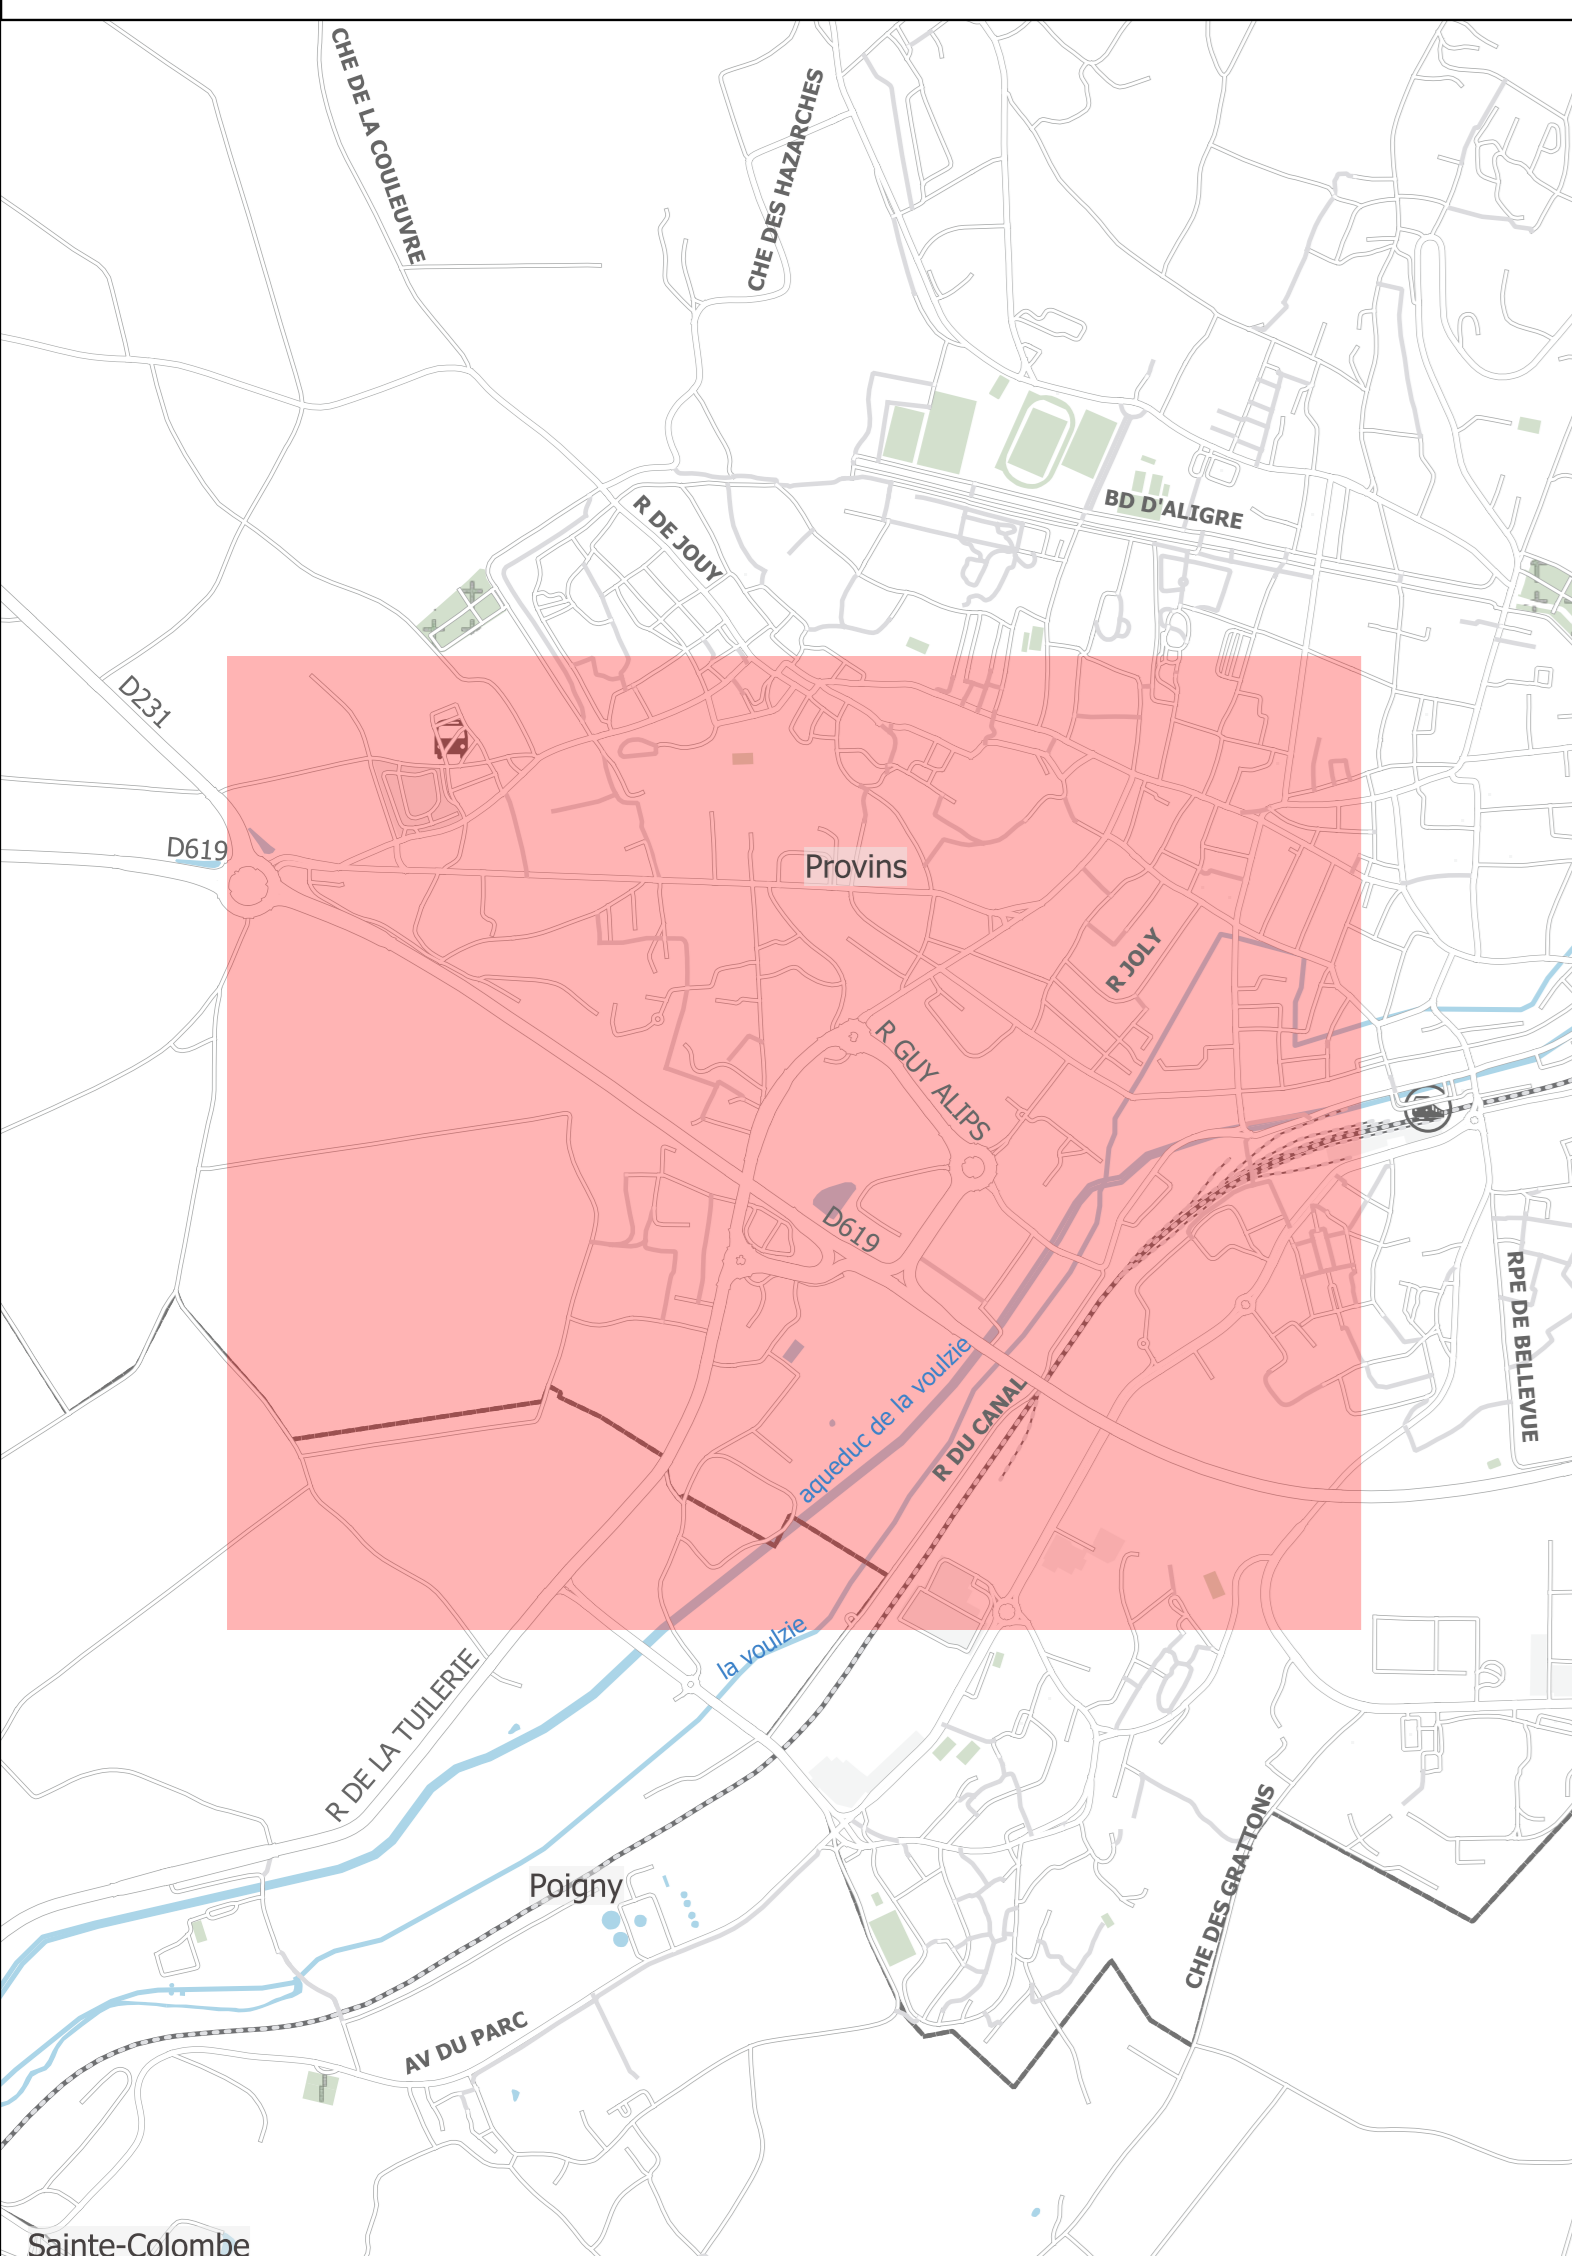 CHE DE LA COULEUVRE
CHE DES HAZARCHES
BD D'ALIGRE
R DE JOUY
D231
D619
Provins
R JOLY
R GUY ALIPS
D619
RPE DE BELLEVUE
aqueduc de la voulzie
R DU CANAL
la voulzie
R DE LA TUILERIE
CHE DES GRATTONS
Poigny
AV DU PARC
Sainte-Colombe